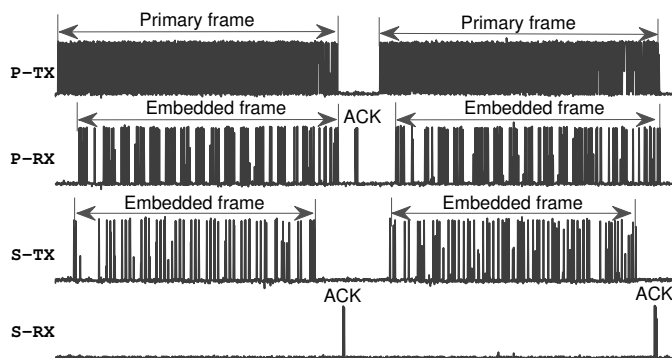 Primary frame Primary frame
P-TX
Embedded frame ACK Embedded frame
P-RX
Embedded frame Embedded frame
S-TX
ACK ACK
S-RX